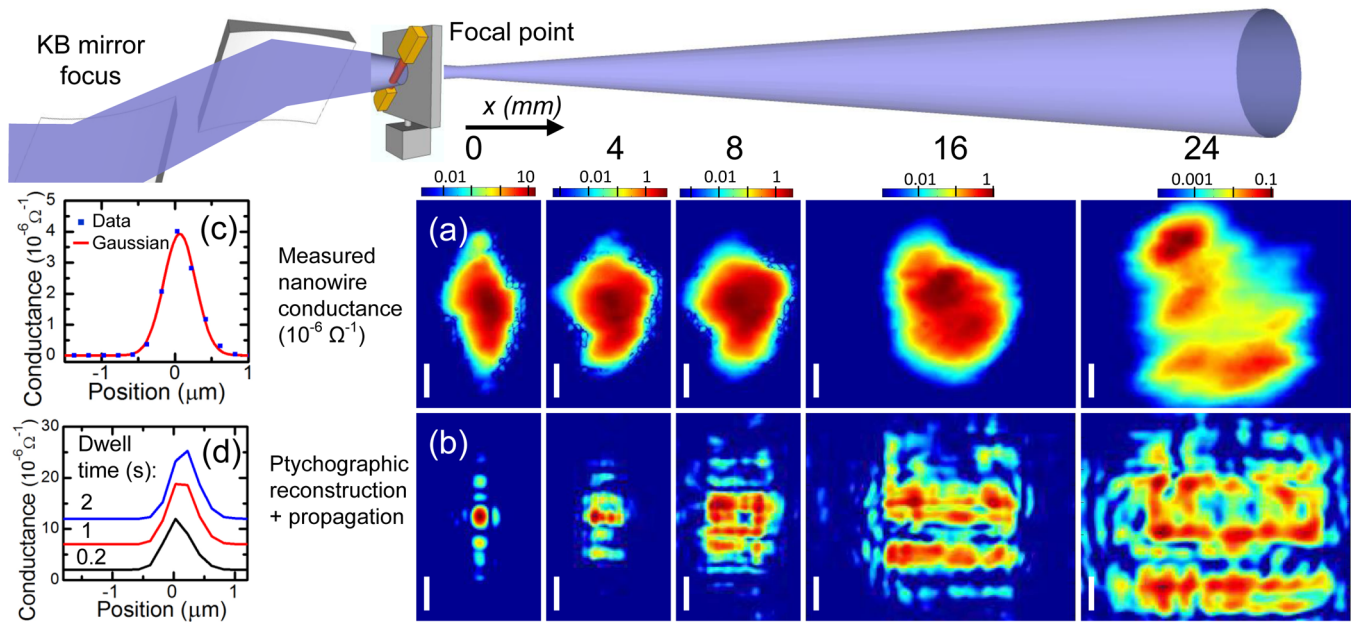 KB mirror
focus
Focal point
x (mm)
0 4 8 16 24
0.01 10
0.01 1
0.01 1
0.01 1
0.001 0.1
(a)
Measured
nanowire
conductance
(10⁻⁶ Ω⁻¹)
(b)
Ptychographic
reconstruction
+ propagation
(c)
Data
Gaussian
Conductance (10⁻⁶Ω⁻¹)
5
4
3
2
1
0
-1 0 1
Position (μm)
(d)
Dwell
time (s):
2
1
0.2
Conductance (10⁻⁶Ω⁻¹)
30
20
10
0
-1 0 1
Position (μm)